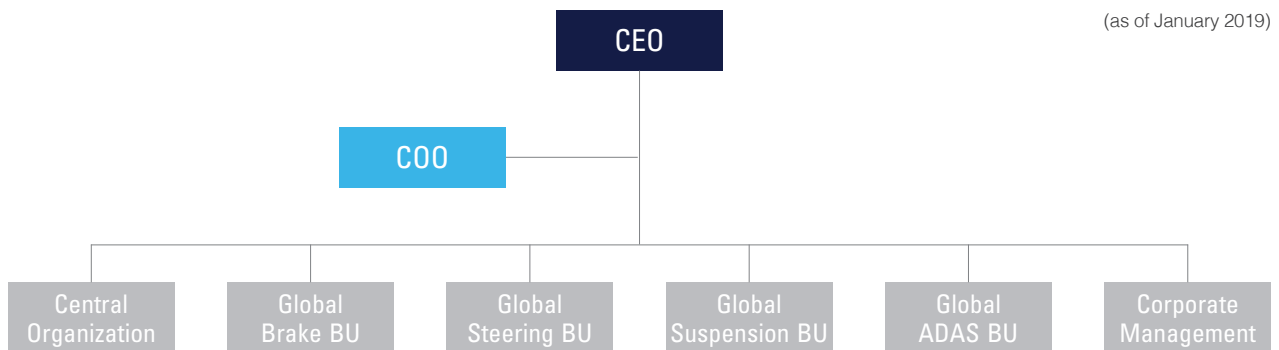 (as of January 2019)
CEO
COO
Central
Organization
Global
Brake BU
Global
Steering BU
Global
Suspension BU
Global
ADAS BU
Corporate
Management